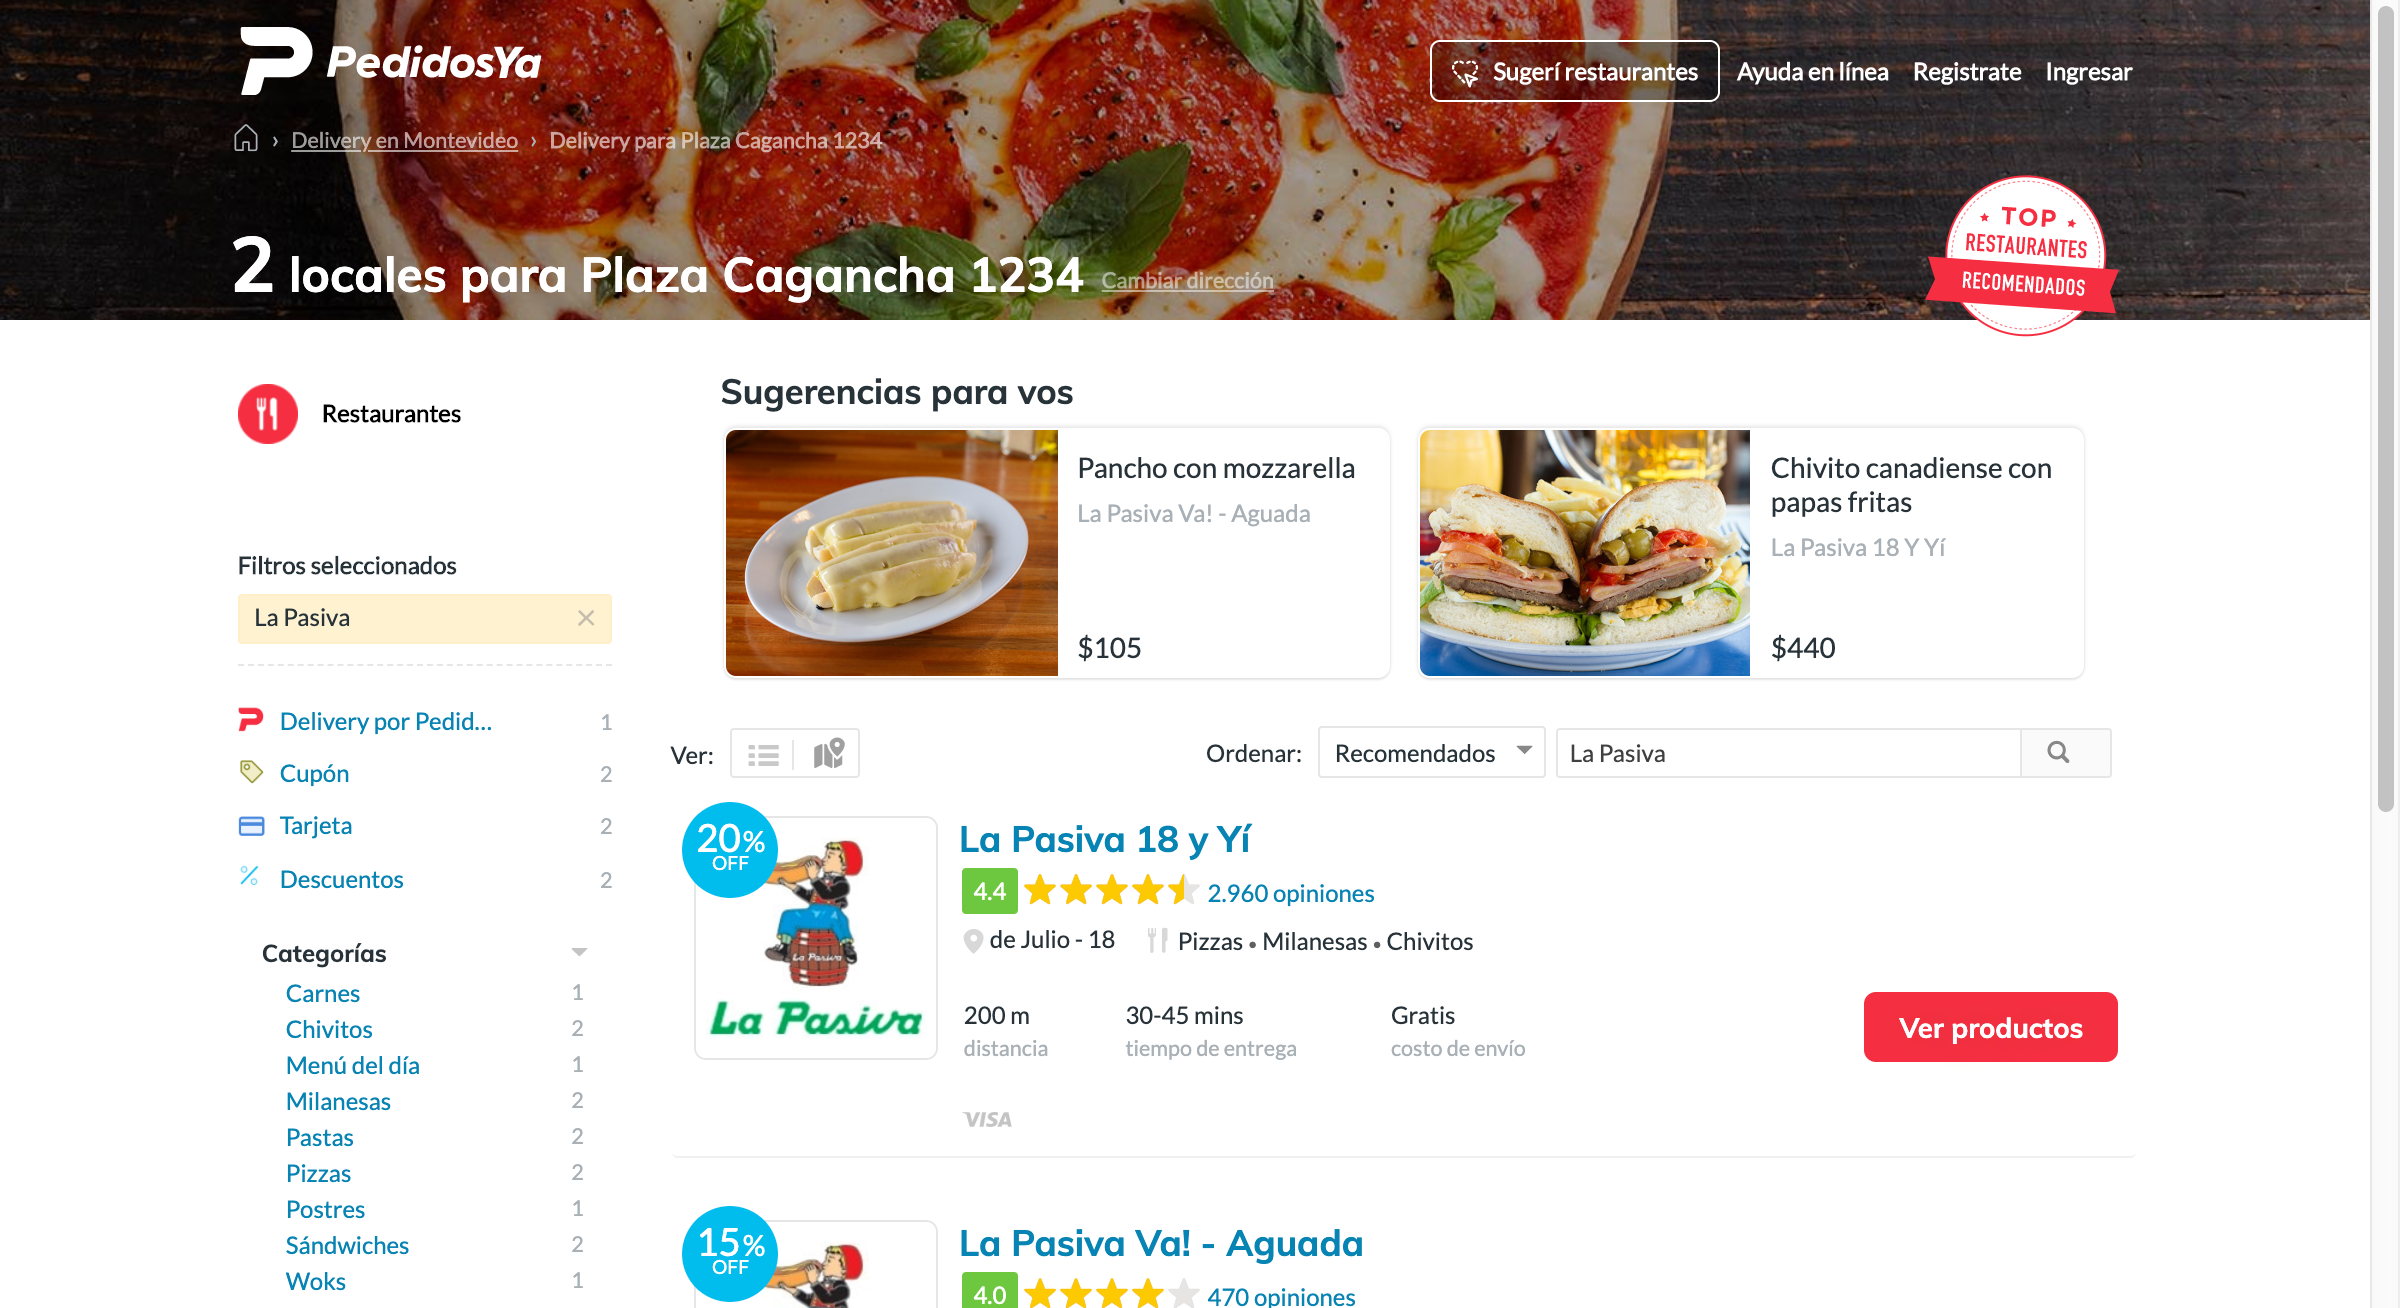 PedidosYa
Sugerí restaurantes
Ayuda en línea
Registrate
Ingresar
› Delivery en Montevideo › Delivery para Plaza Cagancha 1234
2 locales para Plaza Cagancha 1234 Cambiar dirección
TOP
RESTAURANTES
RECOMENDADOS
Restaurantes
Filtros seleccionados
La Pasiva
Delivery por Pedid... 1
Cupón 2
Tarjeta 2
Descuentos 2
Categorías
Carnes 1
Chivitos 2
Menú del día 1
Milanesas 2
Pastas 2
Pizzas 2
Postres 1
Sándwiches 2
Woks 1
Sugerencias para vos
Pancho con mozzarella
La Pasiva Va! - Aguada
$105
Chivito canadiense con
papas fritas
La Pasiva 18 Y Yí
$440
Ver:
Ordenar: Recomendados
La Pasiva
20%
OFF
La Pasiva
La Pasiva
La Pasiva 18 y Yí
4.4 2.960 opiniones
de Julio - 18 Pizzas • Milanesas • Chivitos
200 m
distancia
30-45 mins
tiempo de entrega
Gratis
costo de envío
Ver productos
VISA
15%
OFF
La Pasiva Va! - Aguada
4.0 470 opiniones